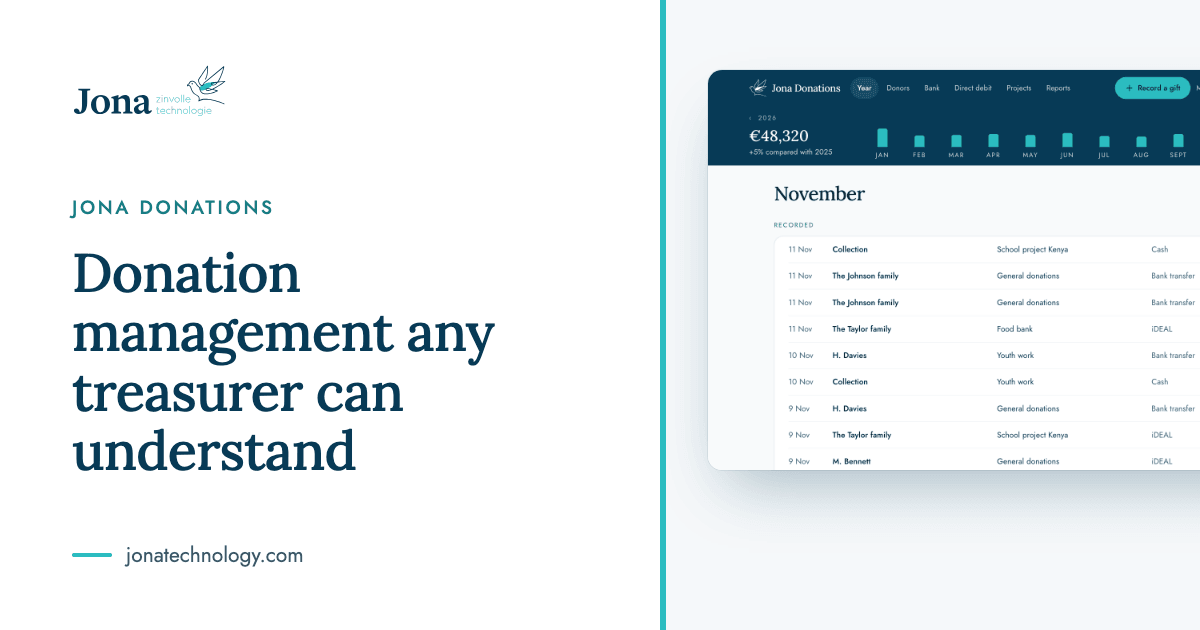 Jona zinvolle technologie
JONA DONATIONS
Donation
management any
treasurer can
understand
jonatechnology.com
Jona Donations Year Donors Bank Direct debit Projects Reports + Record a gift
‹ 2026
€48,320
+5% compared with 2025
JAN FEB MAR APR MAY JUN JUL AUG SEPT
November
RECORDED
11 Nov Collection School project Kenya Cash
11 Nov The Johnson family General donations Bank transfer
11 Nov The Johnson family General donations Bank transfer
11 Nov The Taylor family Food bank iDEAL
10 Nov H. Davies Youth work Bank transfer
10 Nov Collection Youth work Cash
9 Nov H. Davies General donations Bank transfer
9 Nov The Taylor family School project Kenya iDEAL
9 Nov M. Bennett General donations iDEAL